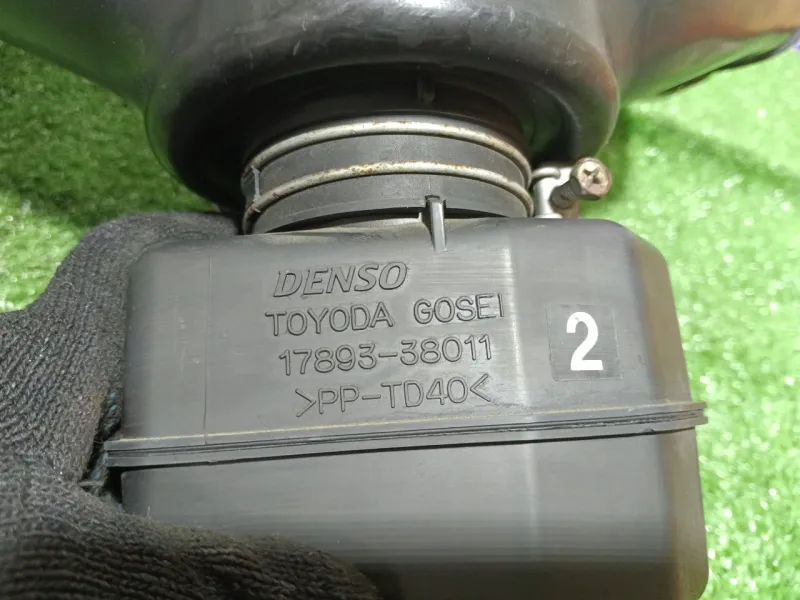 DENSO
TOYODA GOSEI
17893-38011
>PP-TD40<
2